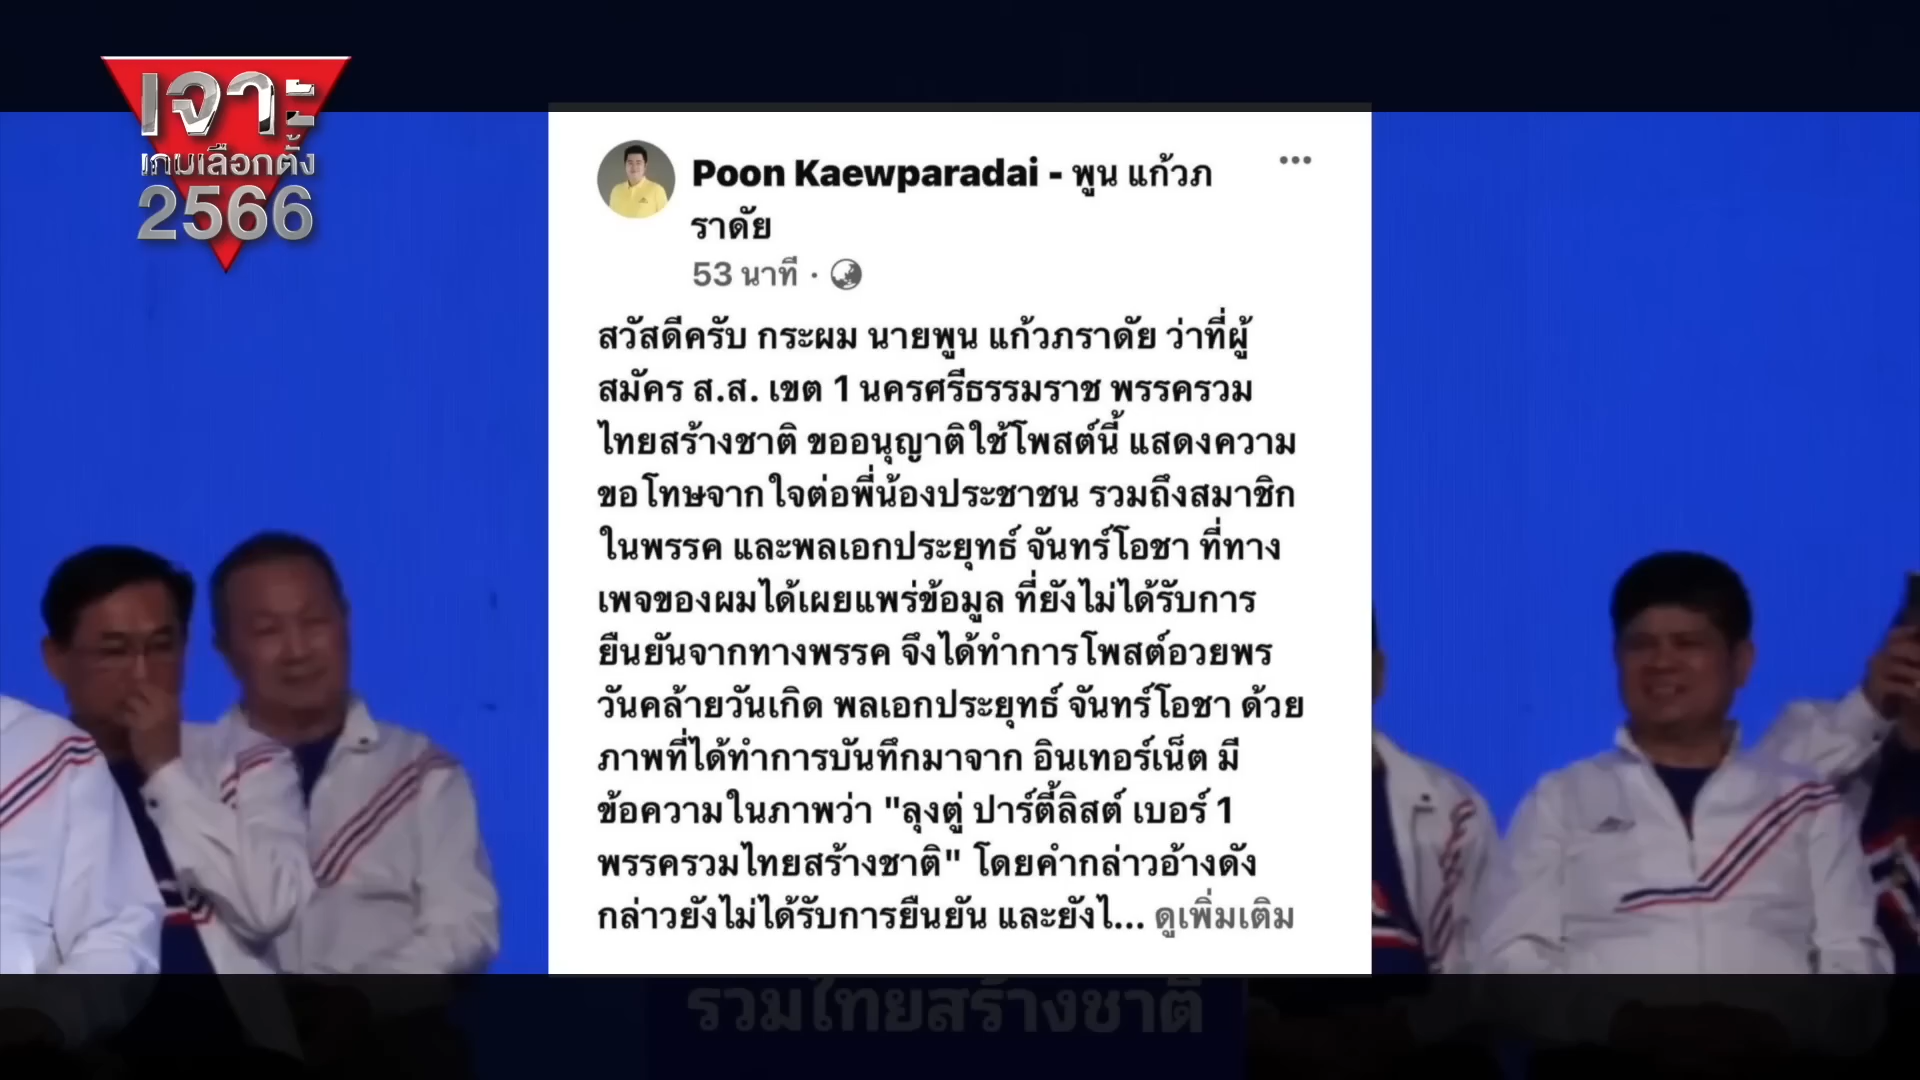 เจาะ
เกมเลือกตั้ง
2566
Poon Kaewparadai - พูน แก้วภ
ราดัย
53 นาที ·
สวัสดีครับ กระผม นายพูน แก้วภราดัย ว่าที่ผู้
สมัคร ส.ส. เขต 1 นครศรีธรรมราช พรรครวม
ไทยสร้างชาติ ขออนุญาติใช้โพสต์นี้ แสดงความ
ขอโทษจากใจต่อพี่น้องประชาชน รวมถึงสมาชิก
ในพรรค และพลเอกประยุทธ์ จันทร์โอชา ที่ทาง
เพจของผมได้เผยแพร่ข้อมูล ที่ยังไม่ได้รับการ
ยืนยันจากทางพรรค จึงได้ทำการโพสต์อวยพร
วันคล้ายวันเกิด พลเอกประยุทธ์ จันทร์โอชา ด้วย
ภาพที่ได้ทำการบันทึกมาจาก อินเทอร์เน็ต มี
ข้อความในภาพว่า "ลุงตู่ ปาร์ตี้ลิสต์ เบอร์ 1
พรรครวมไทยสร้างชาติ" โดยคำกล่าวอ้างดัง
กล่าวยังไม่ได้รับการยืนยัน และยังไ... ดูเพิ่มเติม
รวมไทยสร้างชาติ